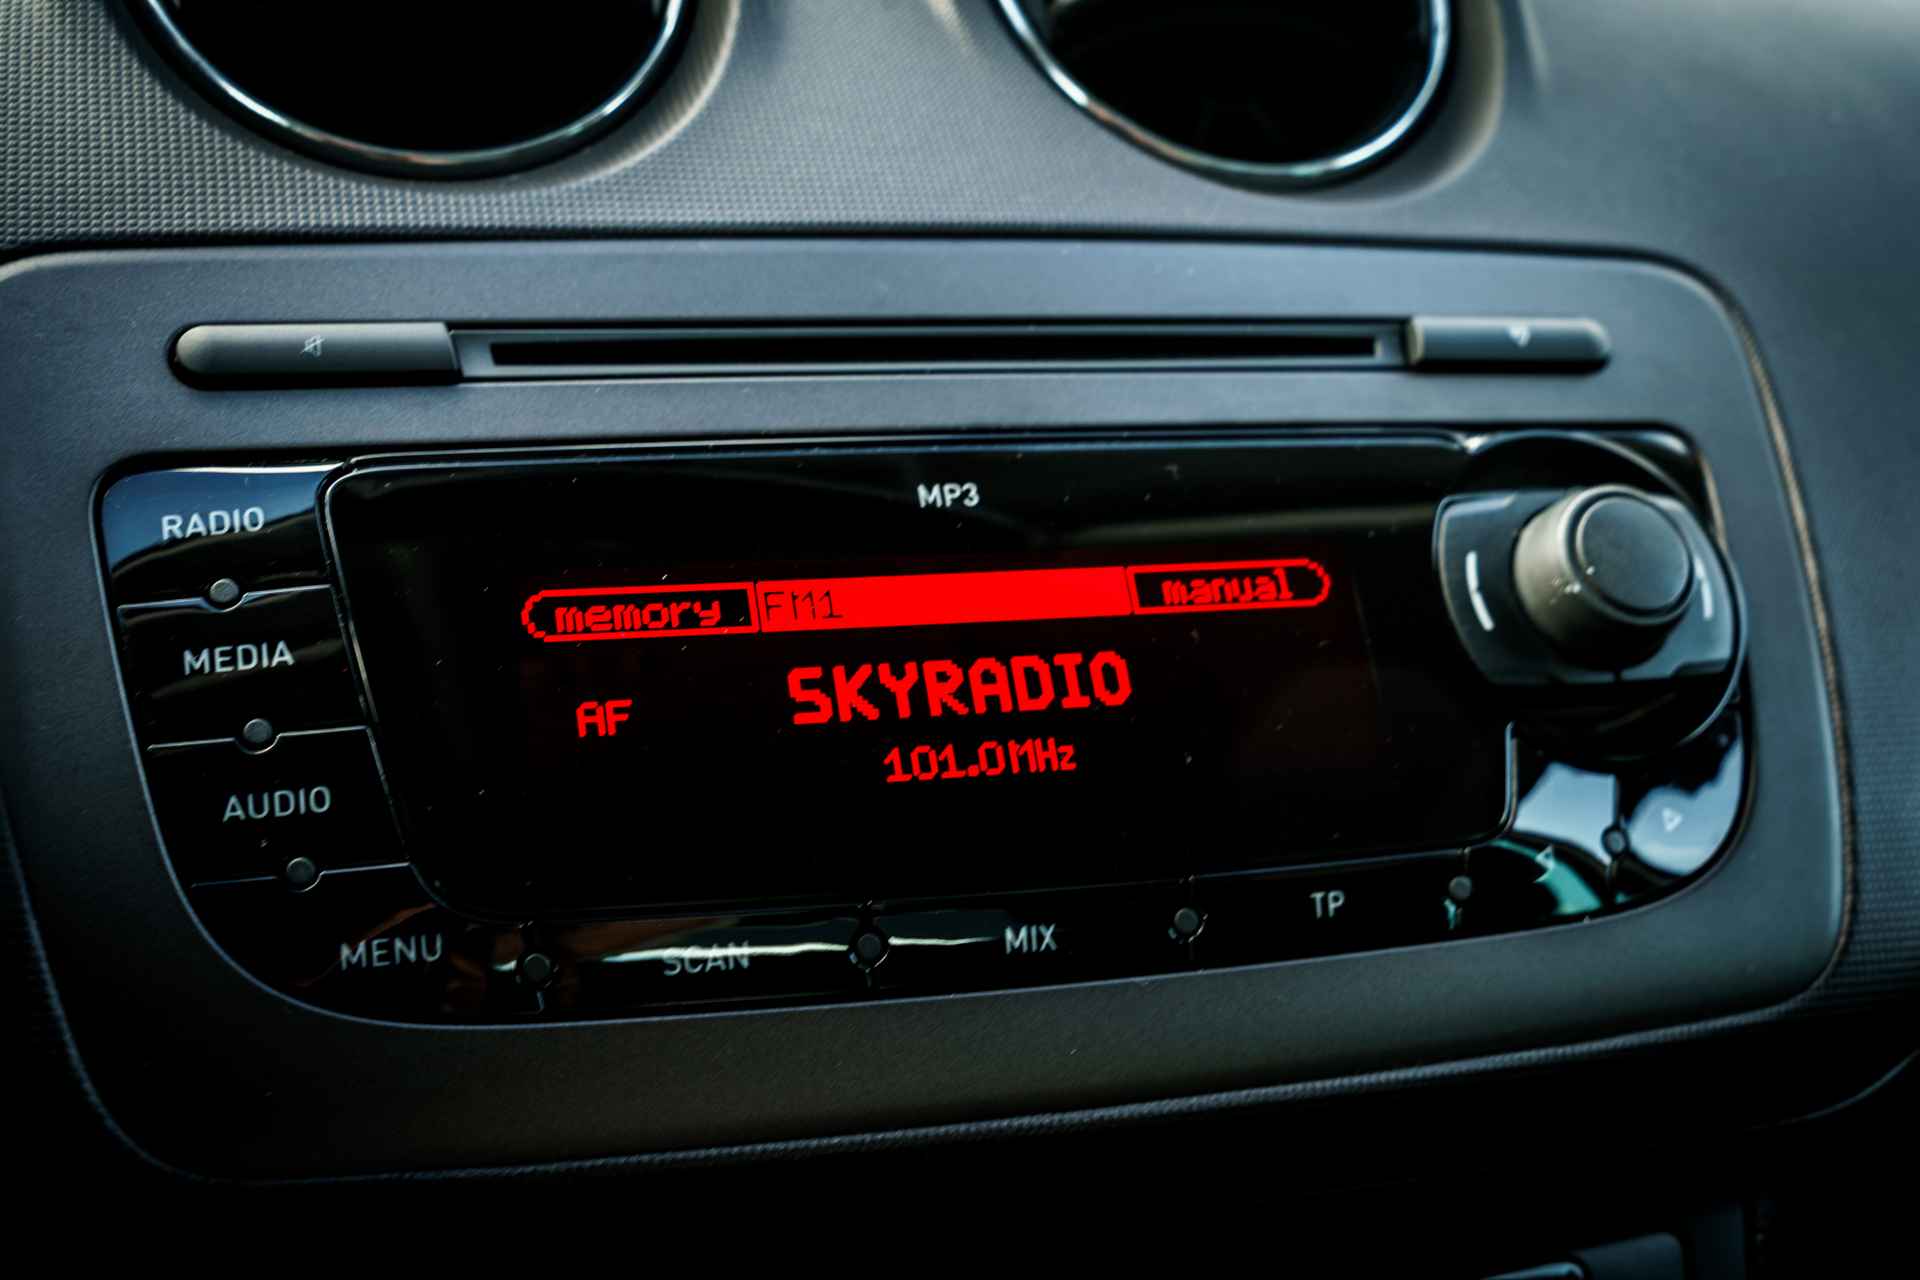 MP3
RADIO
memory FM1 manual
MEDIA
SKYRADIO
AF
101.0MHz
AUDIO
MENU SCAN MIX TP